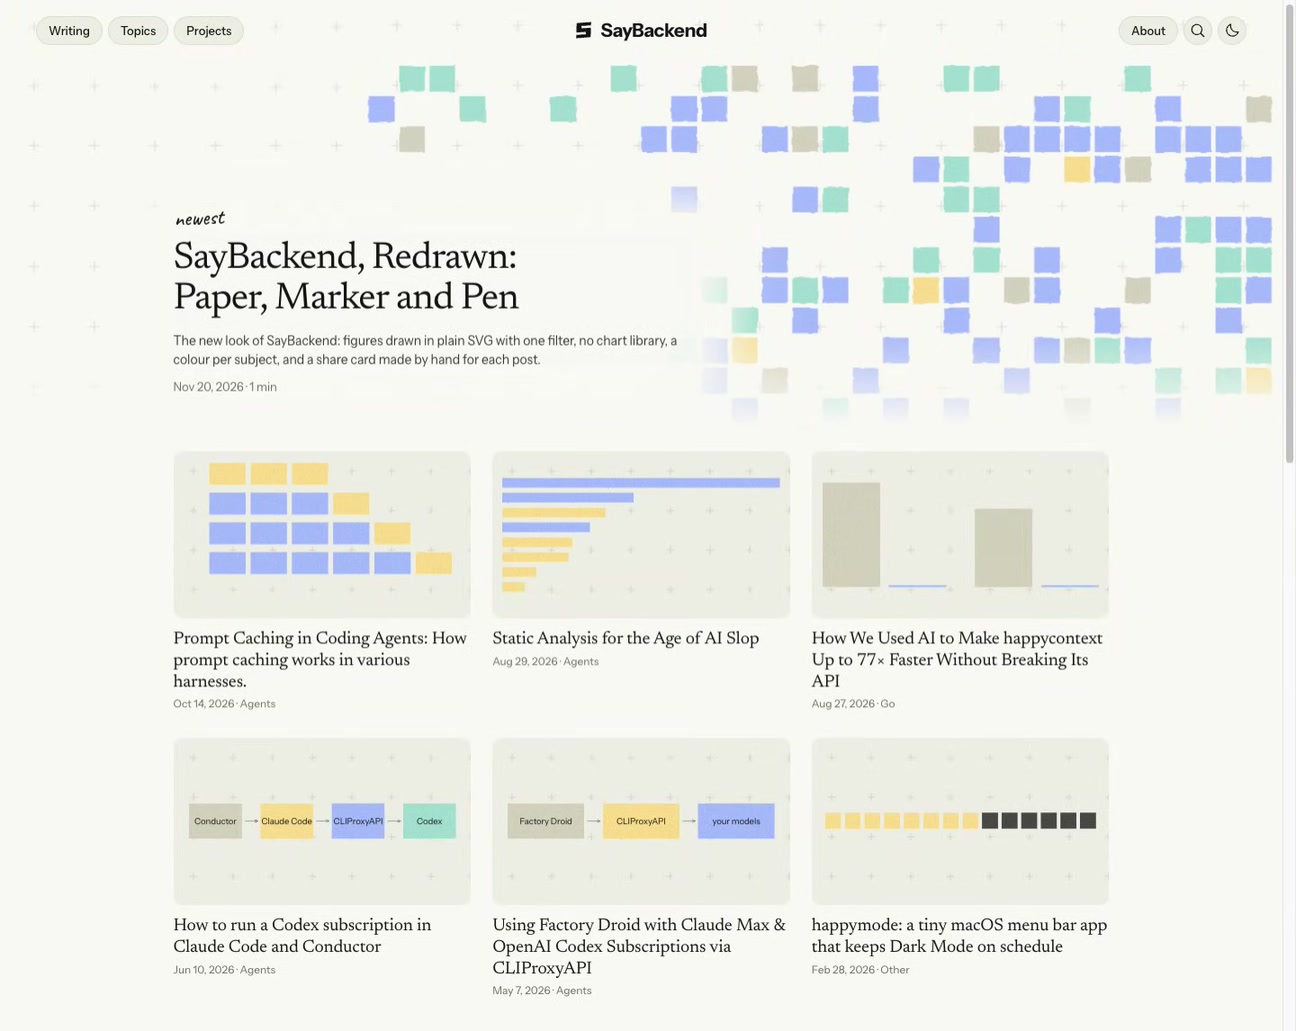 Writing
Topics
Projects
SayBackend
About
newest
SayBackend, Redrawn:
Paper, Marker and Pen
The new look of SayBackend: figures drawn in plain SVG with one filter, no chart library, a
colour per subject, and a share card made by hand for each post.
Nov 20, 2026 · 1 min
Prompt Caching in Coding Agents: How
prompt caching works in various
harnesses.
Oct 14, 2026 · Agents
Static Analysis for the Age of AI Slop
Aug 29, 2026 · Agents
How We Used AI to Make happycontext
Up to 77× Faster Without Breaking Its
API
Aug 27, 2026 · Go
Conductor
Claude Code
CLIProxyAPI
Codex
How to run a Codex subscription in
Claude Code and Conductor
Jun 10, 2026 · Agents
Factory Droid
CLIProxyAPI
your models
Using Factory Droid with Claude Max &
OpenAI Codex Subscriptions via
CLIProxyAPI
May 7, 2026 · Agents
happymode: a tiny macOS menu bar app
that keeps Dark Mode on schedule
Feb 28, 2026 · Other